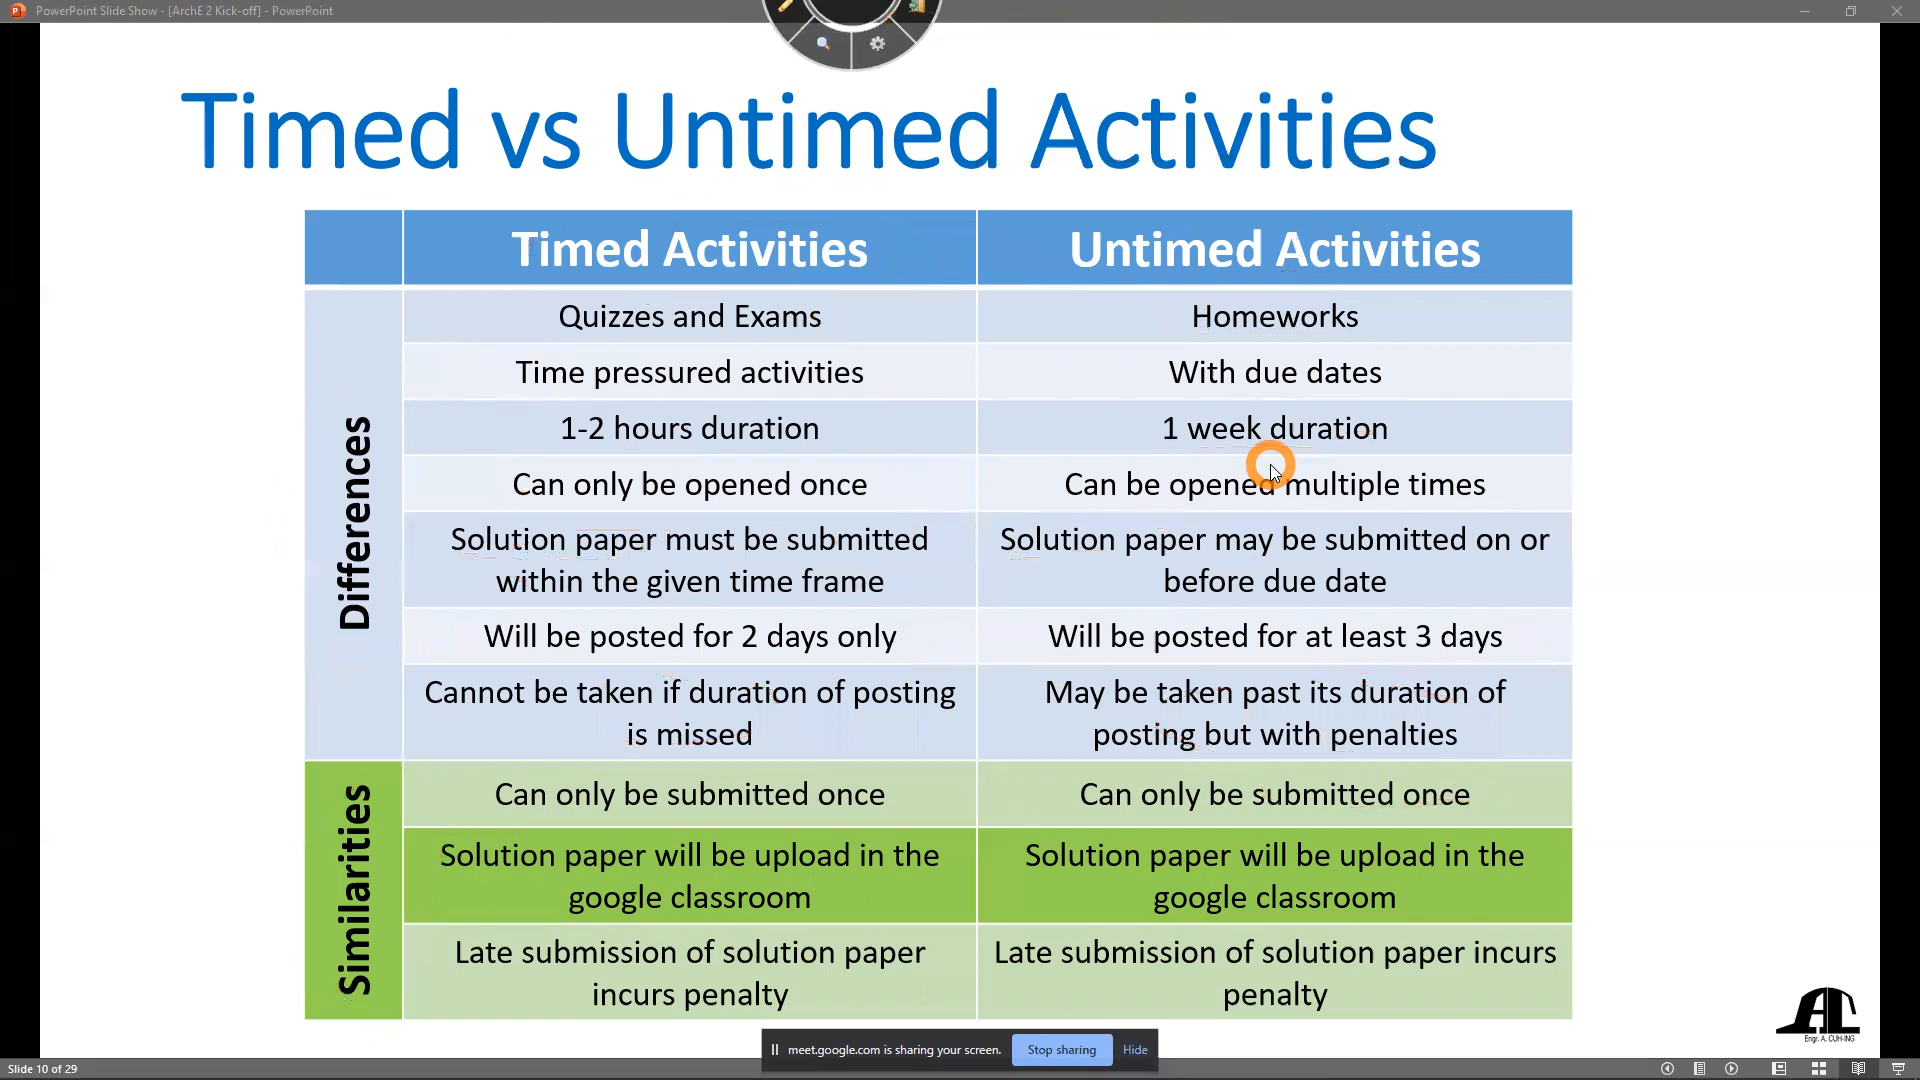 PowerPoint Slide Show - [ArchE 2 Kick-off] - PowerPoint
Timed vs Untimed Activities
Timed Activities
Untimed Activities
Differences
Quizzes and Exams
Homeworks
Time pressured activities
With due dates
1-2 hours duration
1 week duration
Can only be opened once
Can be opened multiple times
Solution paper must be submitted
within the given time frame
Solution paper may be submitted on or
before due date
Will be posted for 2 days only
Will be posted for at least 3 days
Cannot be taken if duration of posting
is missed
May be taken past its duration of
posting but with penalties
Similarities
Can only be submitted once
Can only be submitted once
Solution paper will be upload in the
google classroom
Solution paper will be upload in the
google classroom
Late submission of solution paper
incurs penalty
Late submission of solution paper incurs
penalty
Engr. A. CUH-ING
meet.google.com is sharing your screen.
Stop sharing
Hide
Slide 10 of 29